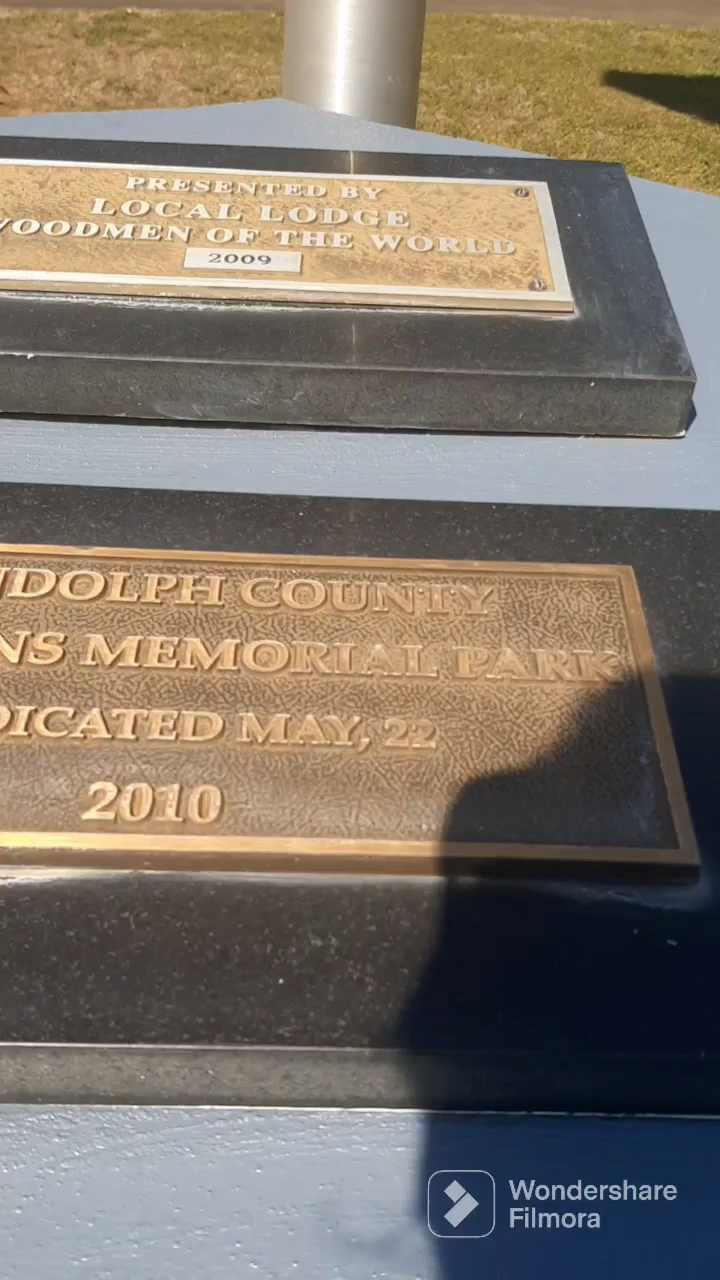 PRESENTED BY
LOCAL LODGE
WOODMEN OF THE WORLD
2009
NDOLPH COUNTY
NS MEMORIAL PARK
DICATED MAY, 22
2010
Wondershare
Filmora